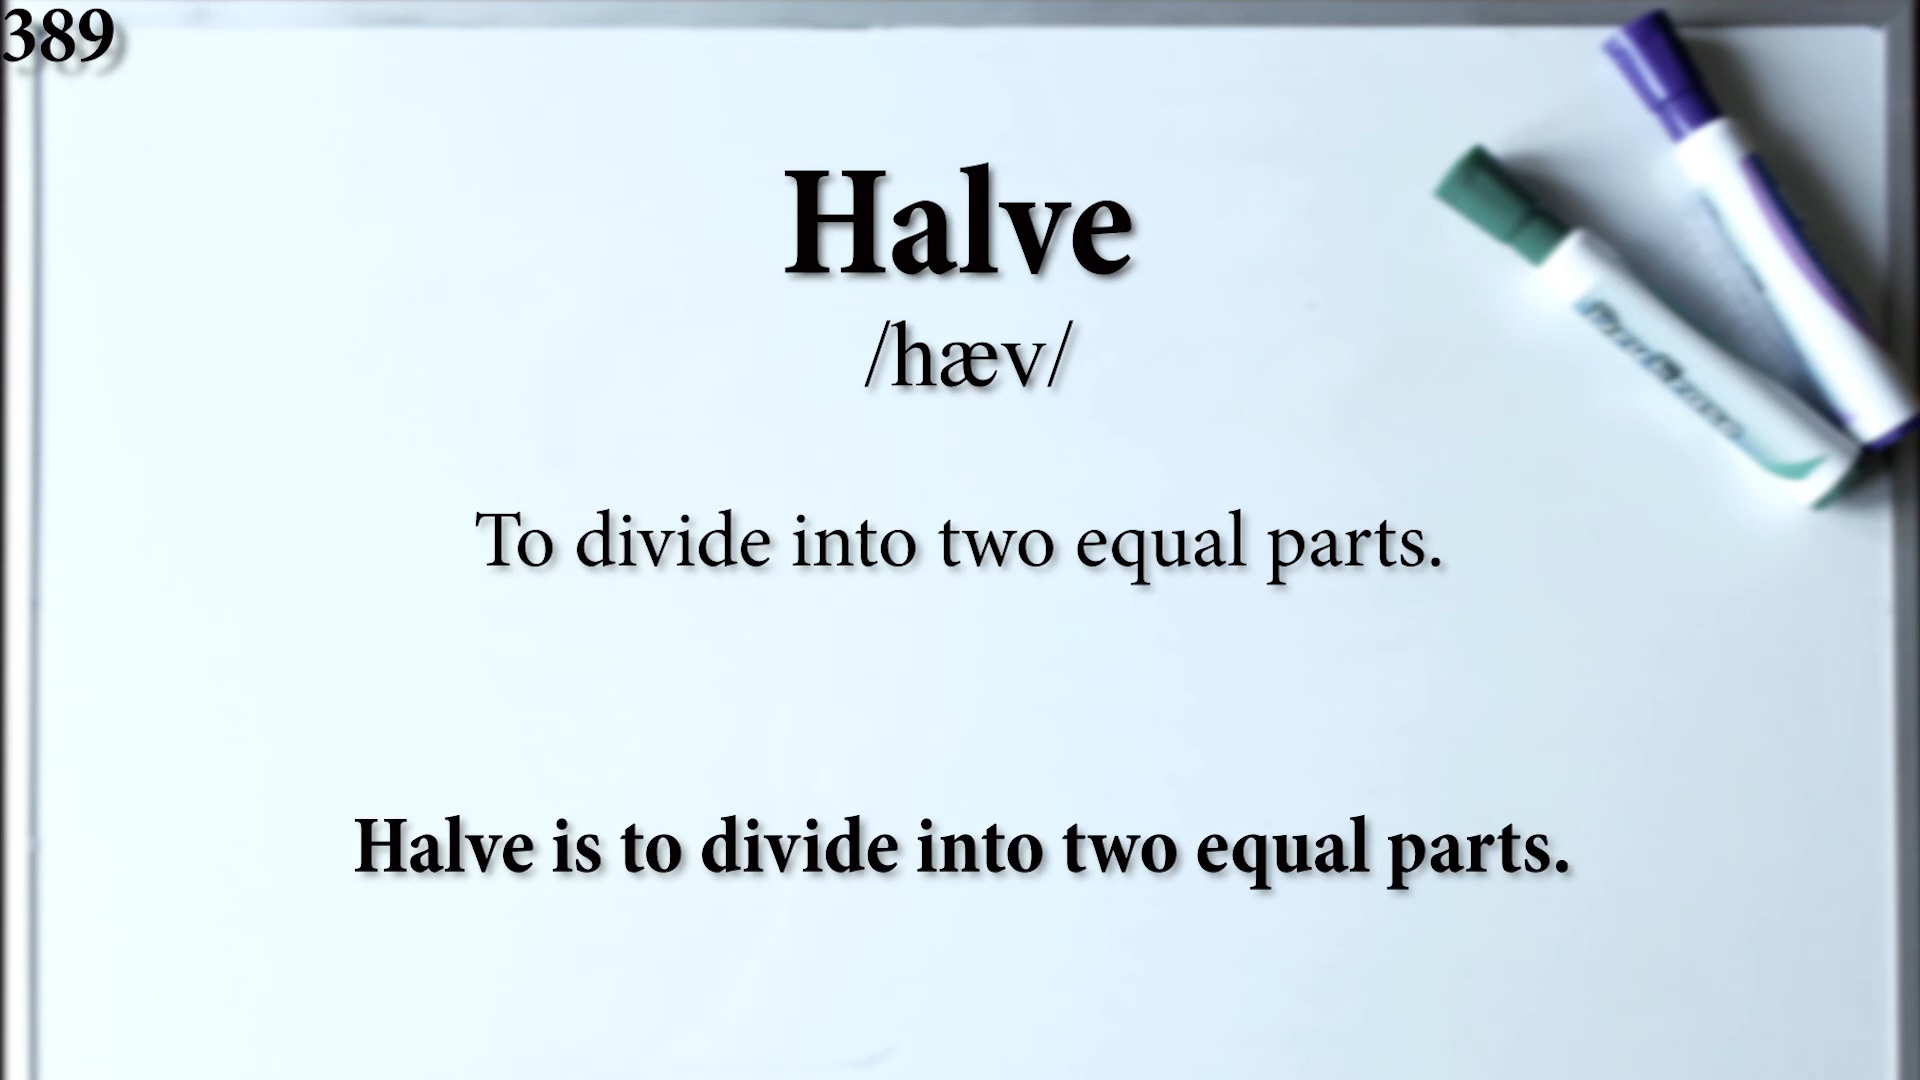 389
Halve
/hæv/
To divide into two equal parts.
Halve is to divide into two equal parts.